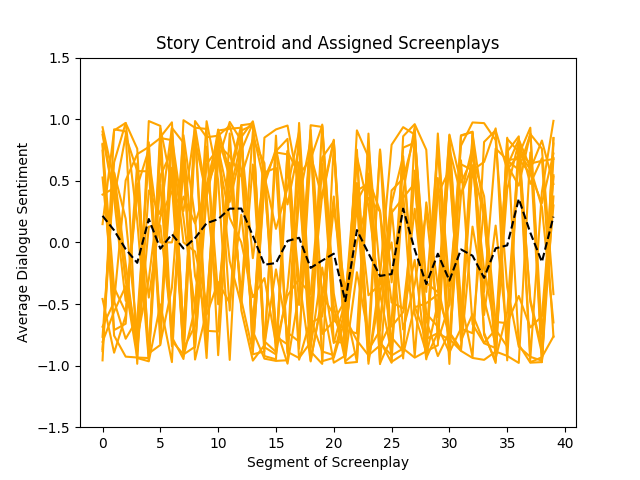 Story Centroid and Assigned Screenplays
1.5
1.0
0.5
0.0
−0.5
−1.0
−1.5
Average Dialogue Sentiment
0 5 10 15 20 25 30 35 40
Segment of Screenplay